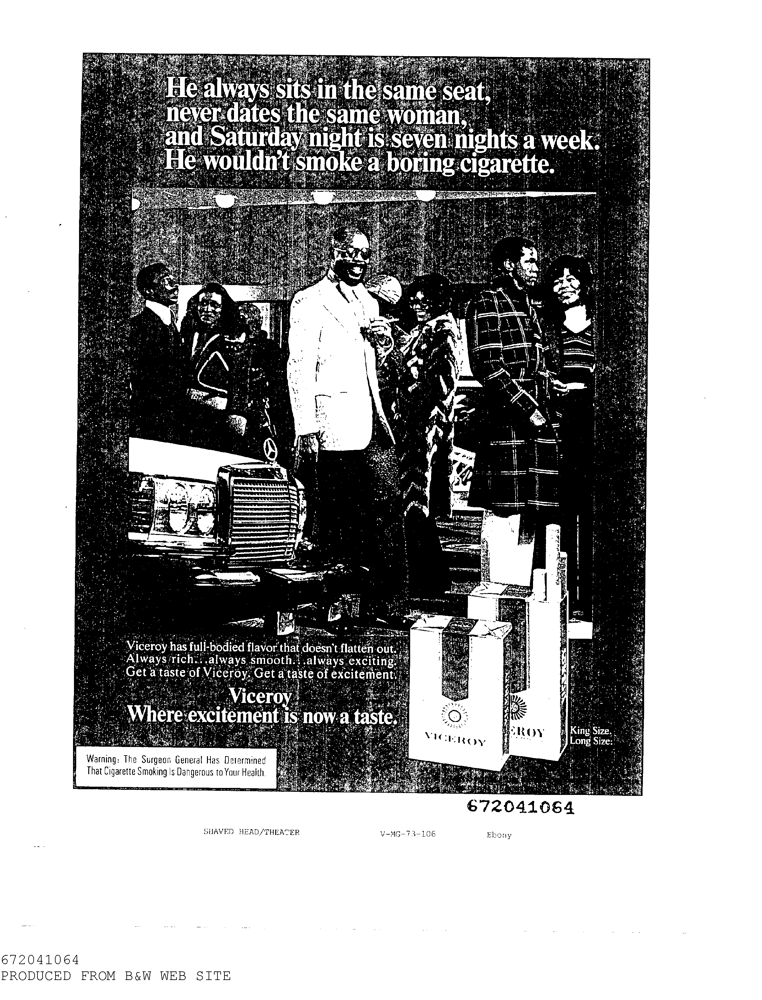 He always sits in the same seat,
never dates the same woman,
and Saturday night is seven nights a week.
He wouldn't smoke a boring cigarette.
Viceroy has full-bodied flavor that doesn't flatten out.
Always rich...always smooth...always exciting.
Get a taste of Viceroy. Get a taste of excitement.
Viceroy
Where excitement is now a taste.
VICEROY
EROY
King Size.
Long Size.
Warning: The Surgeon General Has Determined
That Cigarette Smoking Is Dangerous to Your Health.
672041064
SHAVED HEAD/THEATER V-MG-73-106 Ebony
672041064
PRODUCED FROM B&W WEB SITE